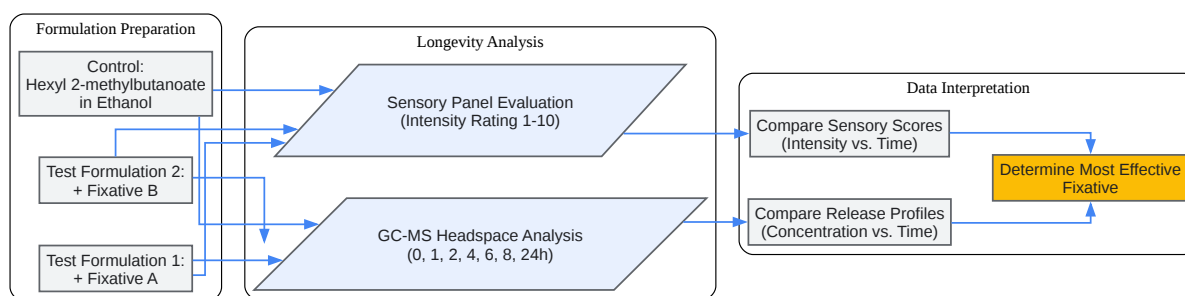 Formulation Preparation
Control:
Hexyl 2-methylbutanoate
in Ethanol
Test Formulation 2:
+ Fixative B
Test Formulation 1:
+ Fixative A
Longevity Analysis
Sensory Panel Evaluation
(Intensity Rating 1-10)
GC-MS Headspace Analysis
(0, 1, 2, 4, 6, 8, 24h)
Data Interpretation
Compare Sensory Scores
(Intensity vs. Time)
Compare Release Profiles
(Concentration vs. Time)
Determine Most Effective
Fixative